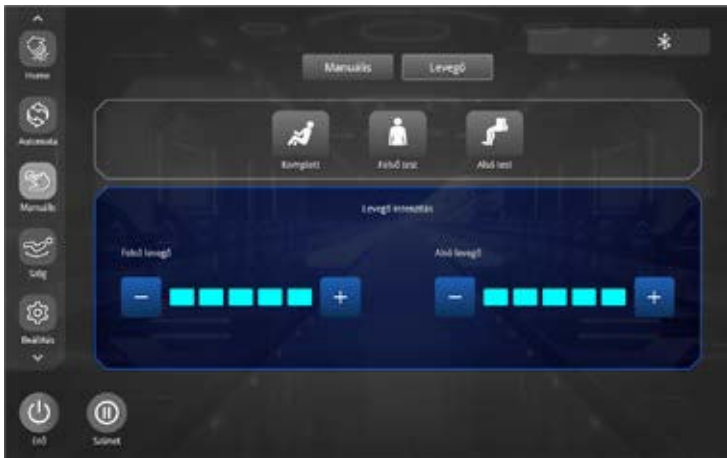 Home
Automata
Manuális
Szög
Beállítás
Erő
Szünet
Manuális
Levegő
Komplett
Felső test
Alsó test
Levegő intenzitás
Felső levegő
Alsó levegő